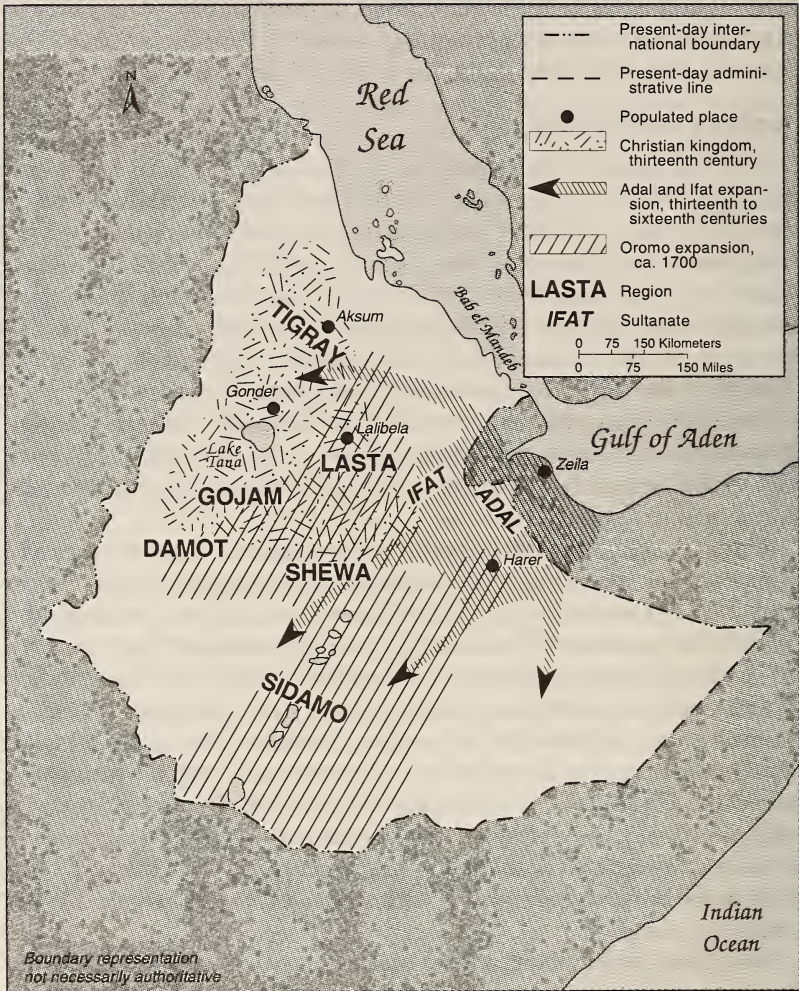 Present-day inter-
national boundary
Present-day admini-
strative line
Populated place
Christian kingdom,
thirteenth century
Adal and Ifat expan-
sion, thirteenth to
sixteenth centuries
Oromo expansion,
ca. 1700
LASTA Region
IFAT Sultanate
0 75 150 Kilometers
0 75 150 Miles
N
Red
Sea
Bab el Mandeb
TIGRAY
Aksum
Gonder
Lake
Tana
Lalibela
LASTA
Gulf of Aden
Zeila
GOJAM
IFAT
ADAL
DAMOT
SHEWA
Harer
SIDAMO
Indian
Ocean
Boundary representation
not necessarily authoritative